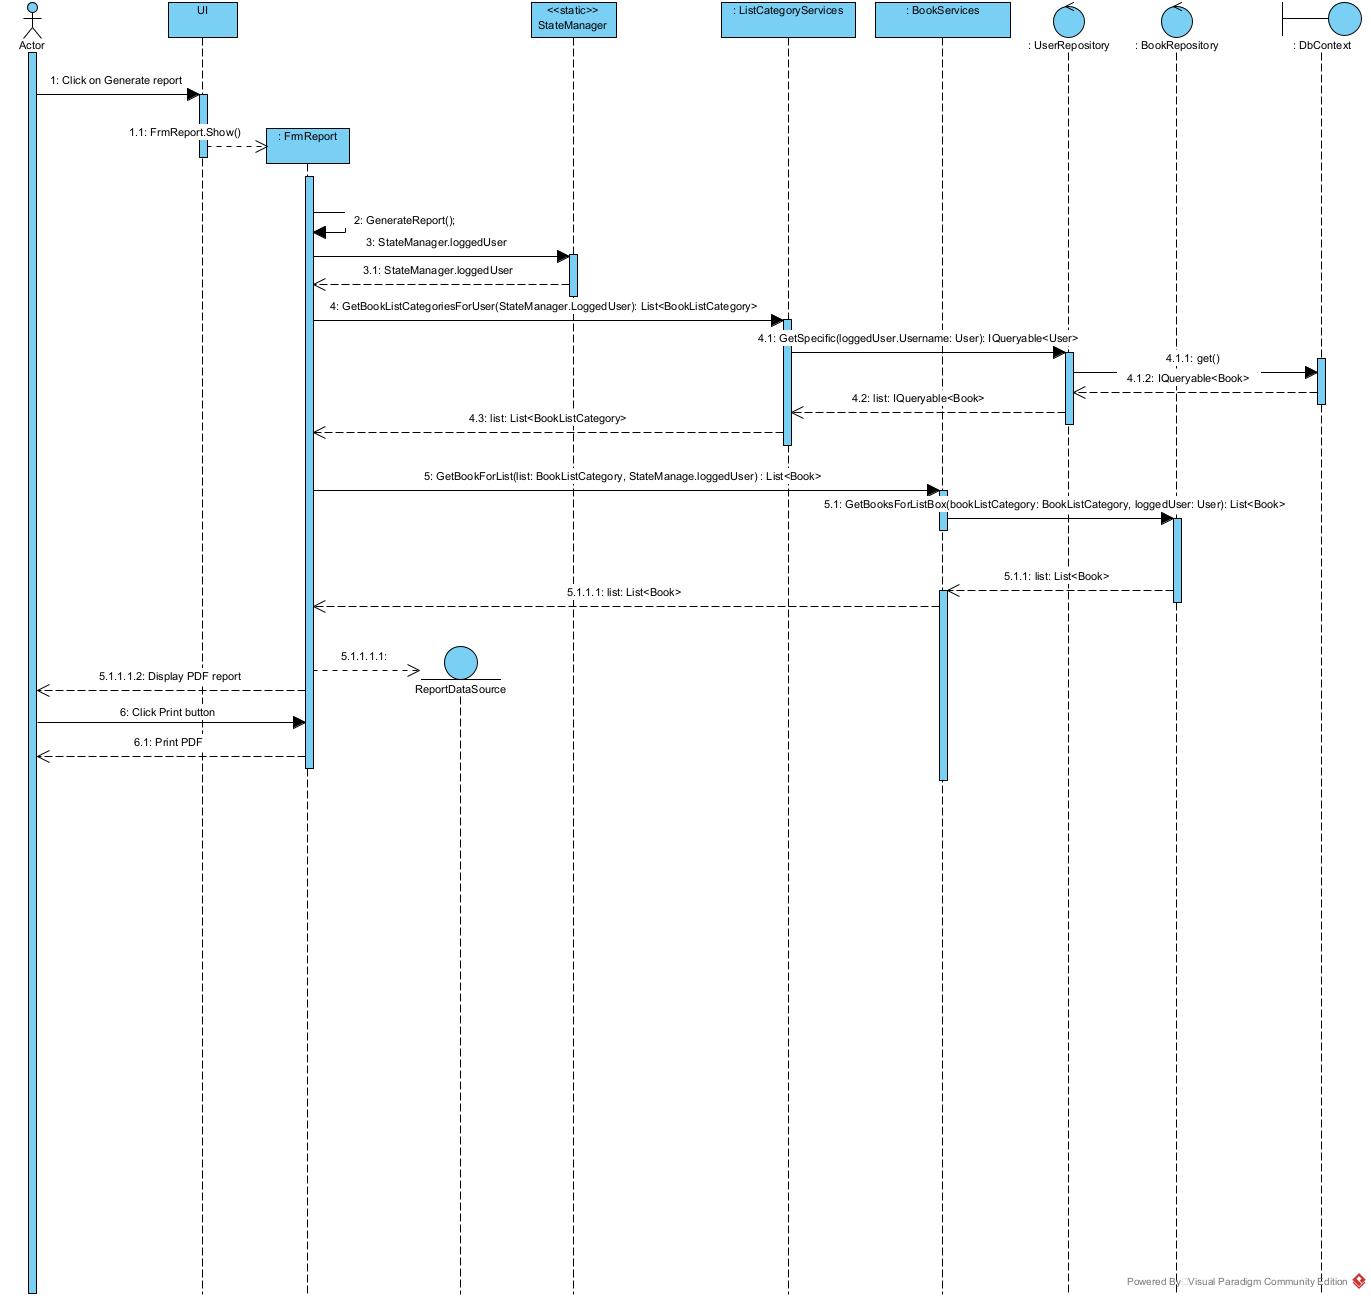 Actor
UI
<<static>>
StateManager
: ListCategoryServices
: BookServices
: UserRepository
: BookRepository
: DbContext
1: Click on Generate report
1.1: FrmReport.Show()
: FrmReport
2: GenerateReport();
3: StateManager.loggedUser
3.1: StateManager.loggedUser
4: GetBookListCategoriesForUser(StateManager.LoggedUser): List<BookListCategory>
4.1: GetSpecific(loggedUser.Username: User): IQueryable<User>
4.1.1: get()
4.1.2: IQueryable<Book>
4.2: list: IQueryable<Book>
4.3: list: List<BookListCategory>
5: GetBookForList(list: BookListCategory, StateManage.loggedUser) : List<Book>
5.1: GetBooksForListBox(bookListCategory: BookListCategory, loggedUser: User): List<Book>
5.1.1: list: List<Book>
5.1.1.1: list: List<Book>
5.1.1.1.1:
ReportDataSource
5.1.1.1.2: Display PDF report
6: Click Print button
6.1: Print PDF
Powered By Visual Paradigm Community Edition